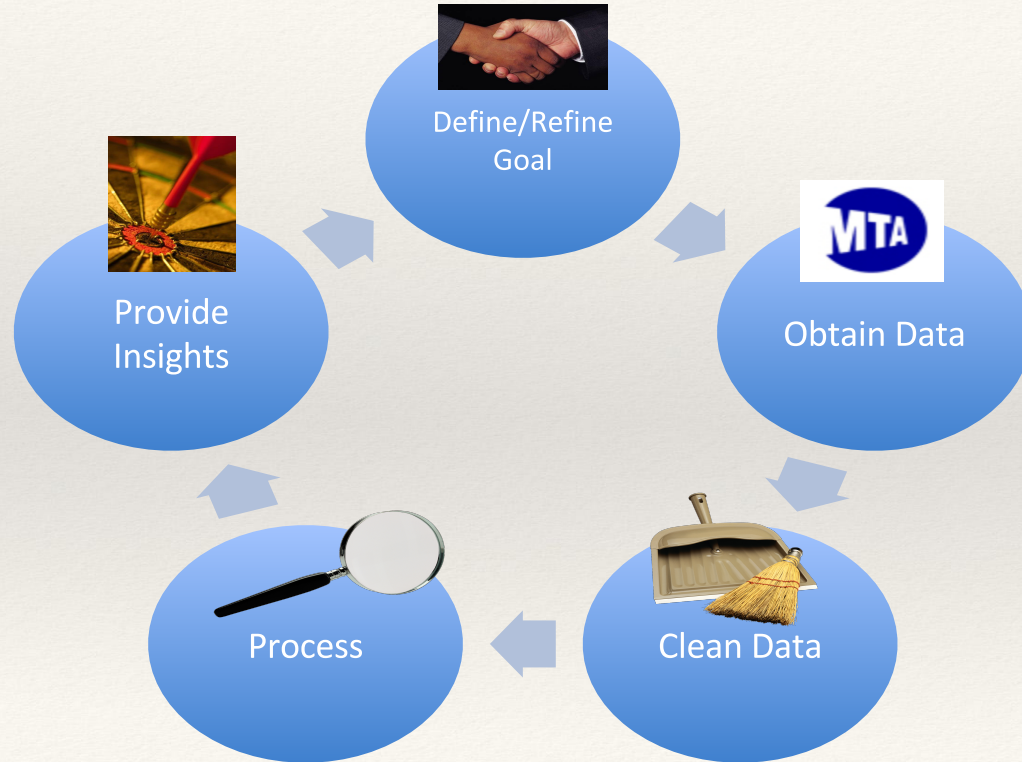 Define/Refine
Goal
MTA
Obtain Data
Clean Data
Process
Provide
Insights